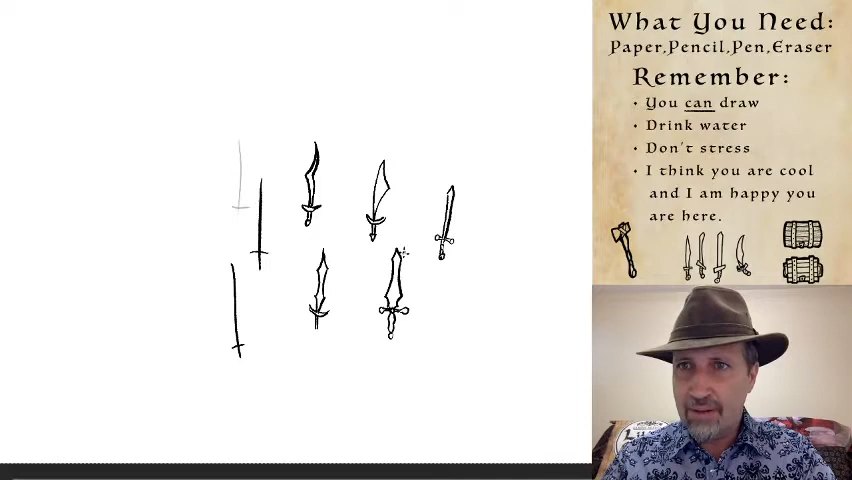 What You Need:
Paper,Pencil,Pen,Eraser
Remember:
• You can draw
• Drink water
• Don't stress
• I think you are cool
and I am happy you
are here.